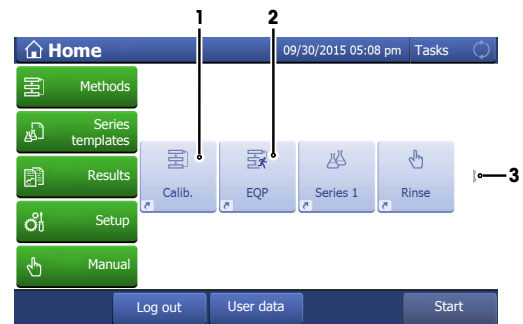 1 2
Home 09/30/2015 05:08 pm Tasks
Methods
Series
templates
Results
Setup
Manual
Calib. EQP Series 1 Rinse
3
Log out User data Start